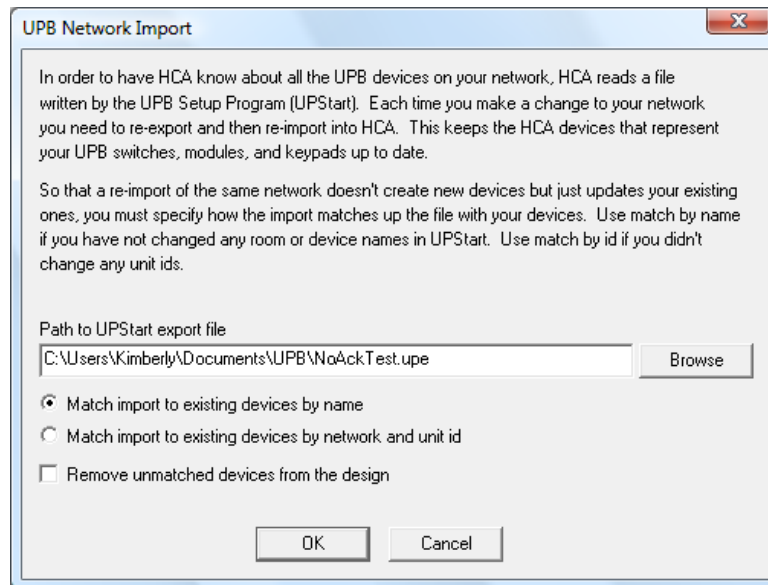 UPB Network Import
In order to have HCA know about all the UPB devices on your network, HCA reads a file
written by the UPB Setup Program (UPStart).  Each time you make a change to your network
you need to re-export and then re-import into HCA.  This keeps the HCA devices that represent
your UPB switches, modules, and keypads up to date.
So that a re-import of the same network doesn't create new devices but just updates your existing
ones, you must specify how the import matches up the file with your devices.  Use match by name
if you have not changed any room or device names in UPStart.  Use match by id if you didn't
change any unit ids.
Path to UPStart export file
C:\Users\Kimberly\Documents\UPB\NoAckTest.upe
Browse
Match import to existing devices by name
Match import to existing devices by network and unit id
Remove unmatched devices from the design
OK
Cancel